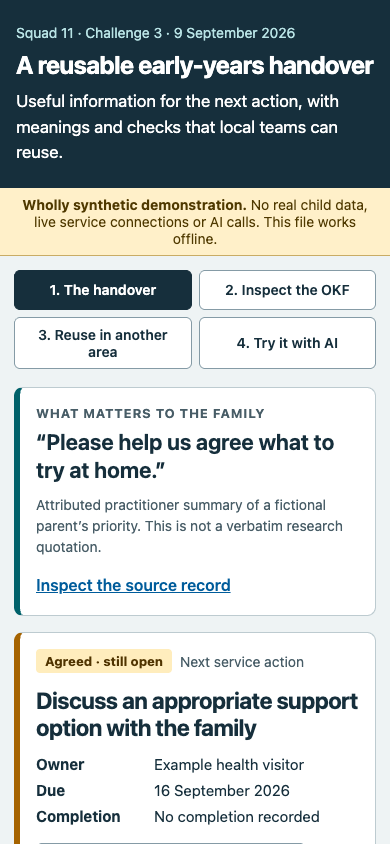 Squad 11 · Challenge 3 · 9 September 2026
A reusable early-years handover
Useful information for the next action, with
meanings and checks that local teams can
reuse.
Wholly synthetic demonstration. No real child data,
live service connections or AI calls. This file works
offline.
1. The handover
2. Inspect the OKF
3. Reuse in another
area
4. Try it with AI
WHAT MATTERS TO THE FAMILY
“Please help us agree what to
try at home.”
Attributed practitioner summary of a fictional
parent’s priority. This is not a verbatim research
quotation.
Inspect the source record
Agreed · still open Next service action
Discuss an appropriate support
option with the family
Owner Example health visitor
Due 16 September 2026
Completion No completion recorded